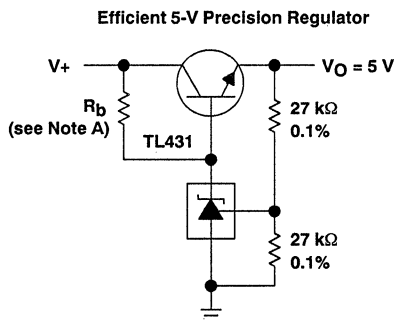 Efficient 5-V Precision Regulator
V+
VO = 5 V
Rb
(see Note A)
27 kΩ
0.1%
TL431
27 kΩ
0.1%